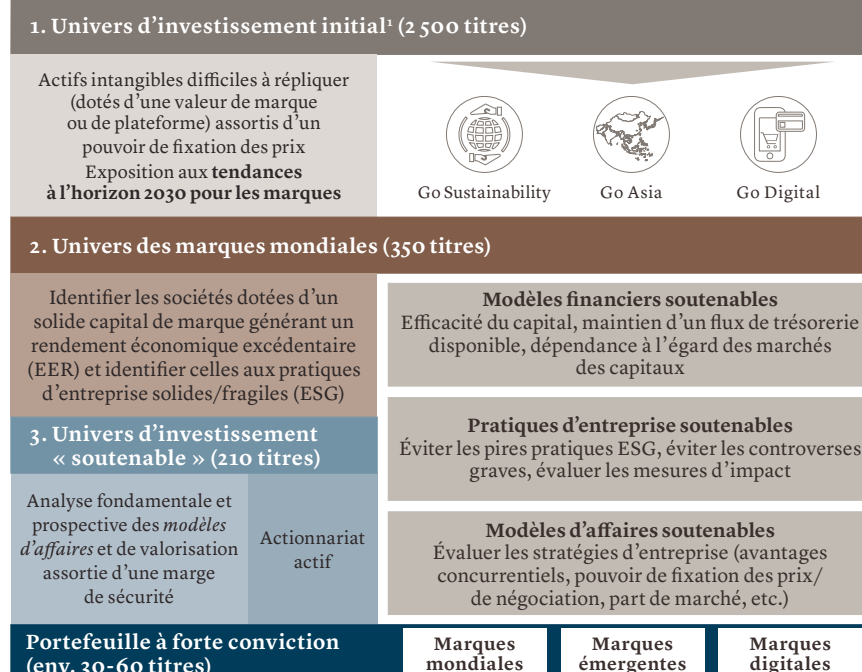 1. Univers d’investissement initial¹ (2 500 titres)
Actifs intangibles difficiles à répliquer
(dotés d’une valeur de marque
ou de plateforme) assortis d’un
pouvoir de fixation des prix
Exposition aux tendances
à l’horizon 2030 pour les marques
Go Sustainability
Go Asia
Go Digital
2. Univers des marques mondiales (350 titres)
Identifier les sociétés dotées d’un
solide capital de marque générant un
rendement économique excédentaire
(EER) et identifier celles aux pratiques
d’entreprise solides/fragiles (ESG)
Modèles financiers soutenables
Efficacité du capital, maintien d’un flux de trésorerie
disponible, dépendance à l’égard des marchés
des capitaux
3. Univers d’investissement
« soutenable » (210 titres)
Pratiques d’entreprise soutenables
Éviter les pires pratiques ESG, éviter les controverses
graves, évaluer les mesures d’impact
Analyse fondamentale et
prospective des modèles
d’affaires et de valorisation
assortie d’une marge
de sécurité
Actionnariat
actif
Modèles d’affaires soutenables
Évaluer les stratégies d’entreprise (avantages
concurrentiels, pouvoir de fixation des prix/
de négociation, part de marché, etc.)
Portefeuille à forte conviction
(env. 30-60 titres)
Marques
mondiales
Marques
émergentes
Marques
digitales